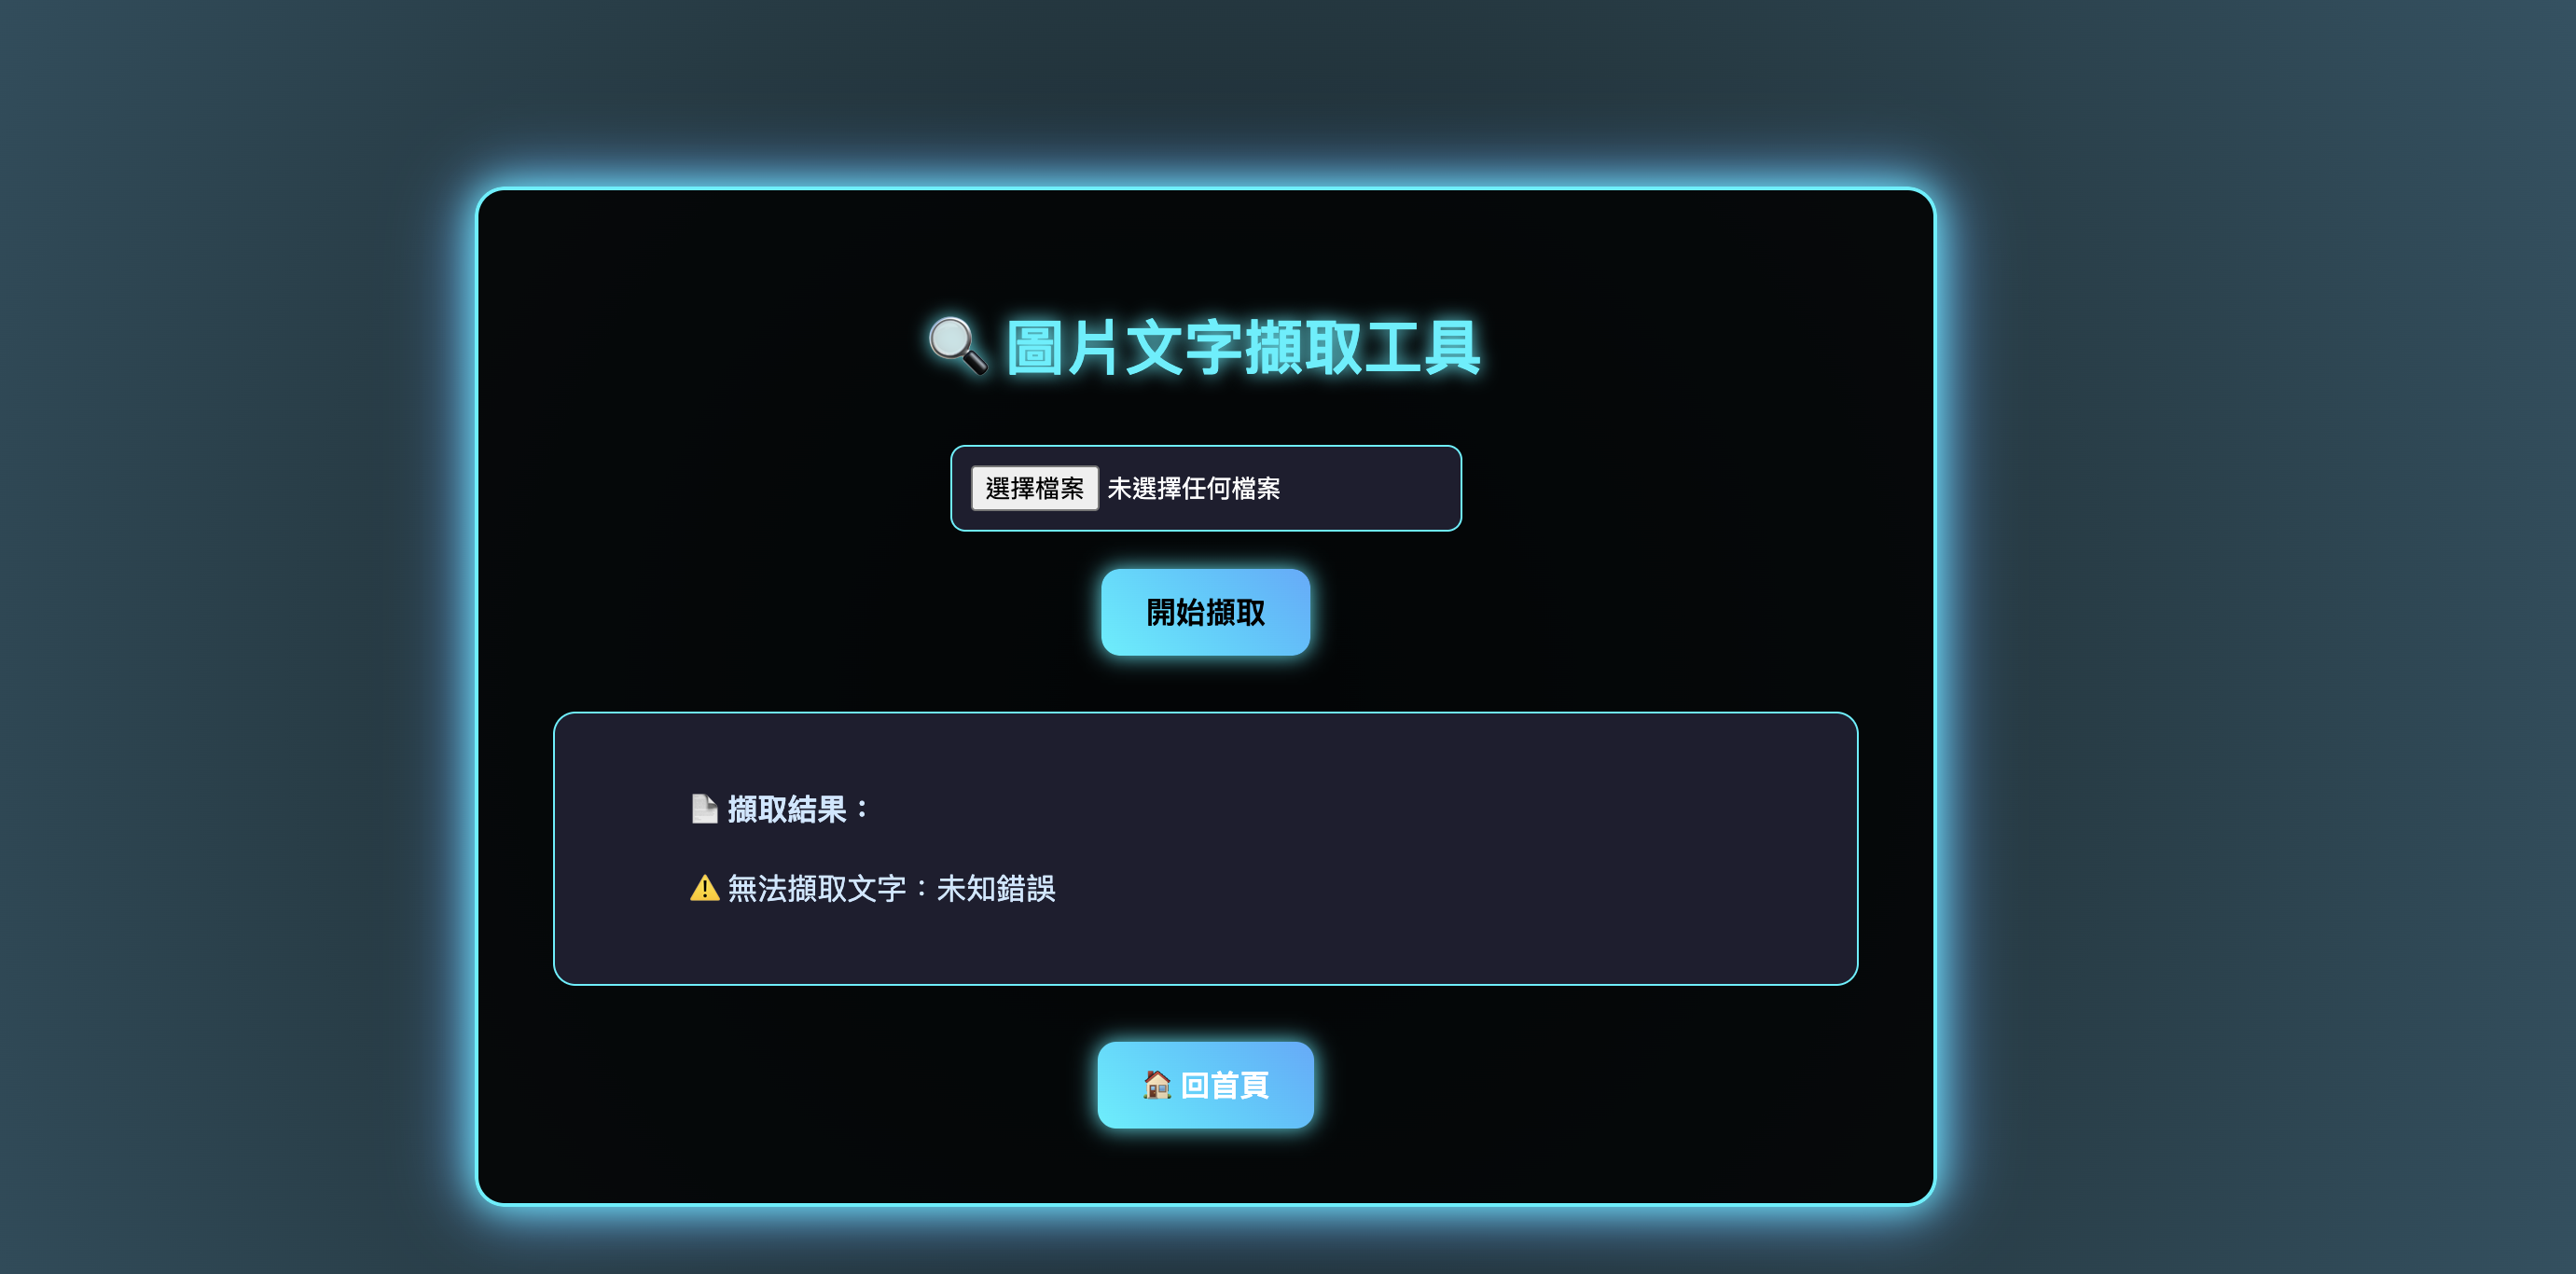 🔍 圖片文字擷取工具
選擇檔案 未選擇任何檔案
開始擷取
📄 擷取結果：
⚠️ 無法擷取文字：未知錯誤
🏠 回首頁